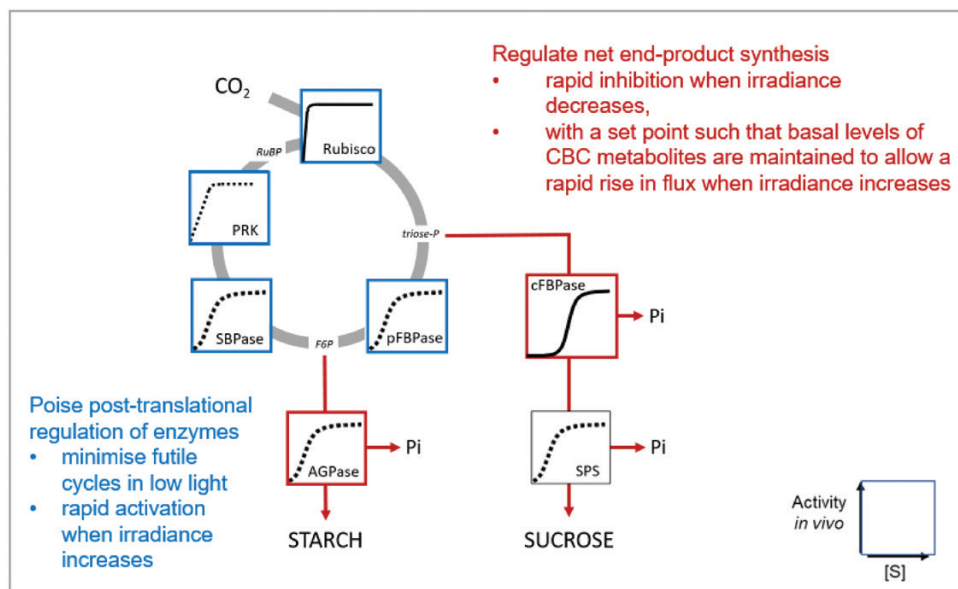 Regulate net end-product synthesis
• rapid inhibition when irradiance
decreases,
• with a set point such that basal levels of
CBC metabolites are maintained to allow a
rapid rise in flux when irradiance increases
CO2
Rubisco
RuBP
PRK
triose-P
SBPase
F6P
pFBPase
cFBPase
Pi
Poise post-translational
regulation of enzymes
• minimise futile
cycles in low light
• rapid activation
when irradiance
increases
AGPase
Pi
SPS
Pi
STARCH
SUCROSE
Activity
in vivo
[S]